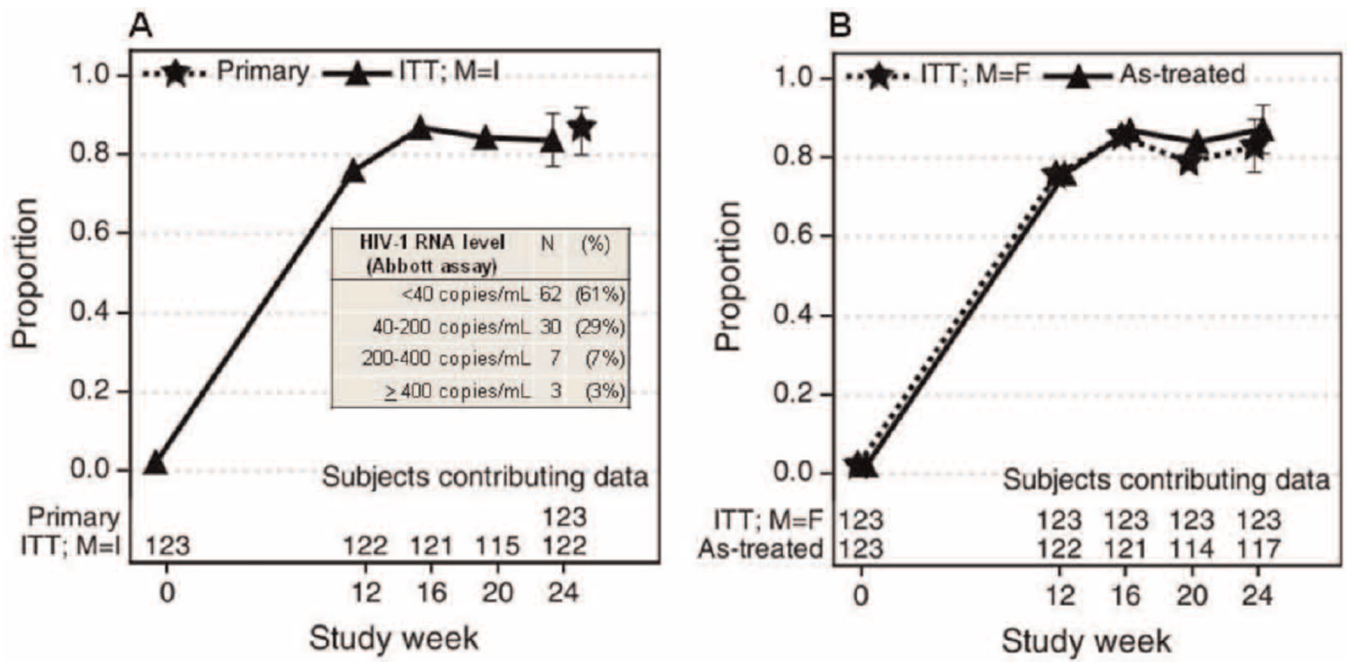 A
Primary ITT; M=I
1.0
0.8
0.6
0.4
0.2
0.0
Proportion
HIV-1 RNA level N (%)
(Abbott assay)
<40 copies/mL 62 (61%)
40-200 copies/mL 30 (29%)
200-400 copies/mL 7 (7%)
≥ 400 copies/mL 3 (3%)
Subjects contributing data
Primary 123
ITT; M=I 123 122 121 115 122
0 12 16 20 24
Study week
B
ITT; M=F As-treated
1.0
0.8
0.6
0.4
0.2
0.0
Proportion
Subjects contributing data
ITT; M=F 123 123 123 123 123
As-treated 123 122 121 114 117
0 12 16 20 24
Study week